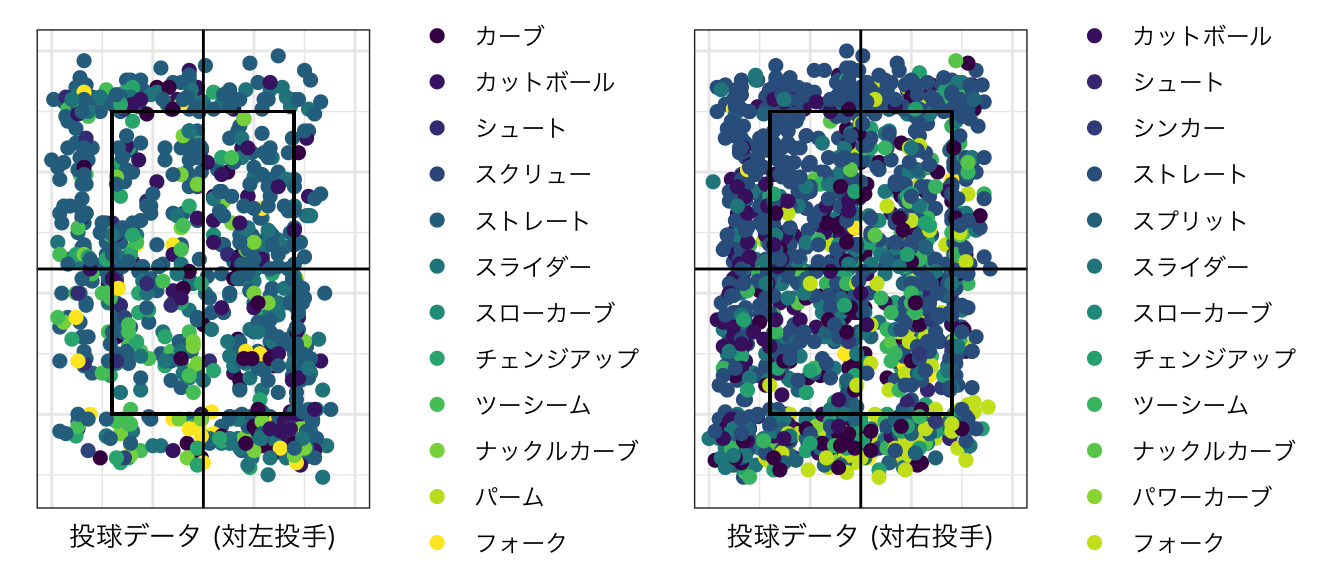 カーブ
カットボール
シュート
スクリュー
ストレート
スライダー
スローカーブ
チェンジアップ
ツーシーム
ナックルカーブ
パーム
フォーク
投球データ (対左投手)
カットボール
シュート
シンカー
ストレート
スプリット
スライダー
スローカーブ
チェンジアップ
ツーシーム
ナックルカーブ
パワーカーブ
フォーク
投球データ (対右投手)